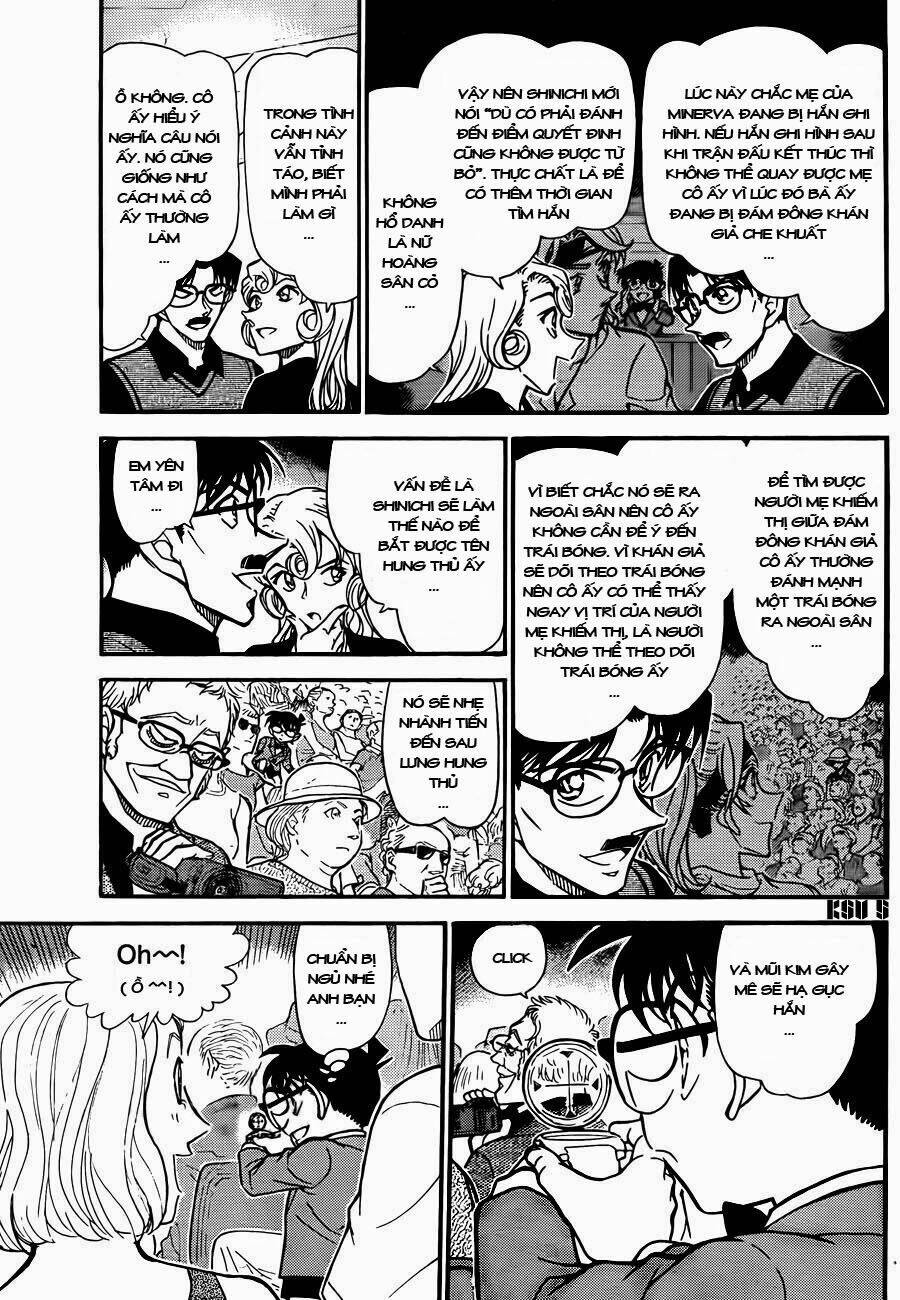 LÚC NÀY CHẮC MẸ CỦA
MINERVA ĐANG BỊ HẮN GHI
HÌNH. NẾU HẮN GHI HÌNH SAU
KHI TRẬN ĐẤU KẾT THÚC THÌ
KHÔNG THỂ QUAY ĐƯỢC MẸ
CÔ ẤY VÌ LÚC ĐÓ BÀ ẤY
ĐANG BỊ ĐÁM ĐÔNG KHÁN
GIẢ CHE KHUẤT
...
VẬY NÊN SHINICHI MỚI
NÓI "DÙ CÓ PHẢI ĐÁNH
ĐẾN ĐIỂM QUYẾT ĐỊNH
CŨNG KHÔNG ĐƯỢC TỪ
BỎ". THỰC CHẤT LÀ ĐỂ
CÓ THÊM THỜI GIAN
TÌM HẮN
KHÔNG
HỔ DANH
LÀ NỮ
HOÀNG
SÂN CỎ
...
TRONG TÌNH
CẢNH NÀY
VẪN TỈNH
TÁO, BIẾT
MÌNH PHẢI
LÀM GÌ
...
Ồ KHÔNG. CÔ
ẤY HIỂU Ý
NGHĨA CÂU NÓI
ẤY. NÓ CŨNG
GIỐNG NHƯ
CÁCH MÀ CÔ
ẤY THƯỜNG
LÀM
...
ĐỂ TÌM ĐƯỢC
NGƯỜI MẸ KHIẾM
THỊ GIỮA ĐÁM
ĐÔNG KHÁN GIẢ
CÔ ẤY THƯỜNG
ĐÁNH MẠNH
MỘT TRÁI BÓNG
RA NGOÀI SÂN
...
VÌ BIẾT CHẮC NÓ SẼ RA
NGOÀI SÂN NÊN CÔ ẤY
KHÔNG CẦN ĐỂ Ý ĐẾN
TRÁI BÓNG. VÌ KHÁN GIẢ
SẼ DÕI THEO TRÁI BÓNG
NÊN CÔ ẤY CÓ THỂ THẤY
NGAY VỊ TRÍ CỦA NGƯỜI
MẸ KHIẾM THỊ, LÀ NGƯỜI
KHÔNG THỂ THEO DÕI
TRÁI BÓNG ẤY
...
VẤN ĐỀ LÀ
SHINICHI SẼ LÀM
THẾ NÀO ĐỂ
BẮT ĐƯỢC TÊN
HUNG THỦ ẤY
EM YÊN
TÂM ĐI
NÓ SẼ NHẸ
NHÀNH TIẾN
ĐẾN SAU
LƯNG HUNG
THỦ
KSV 5
VÀ MŨI KIM GÂY
MÊ SẼ HẠ GỤC
HẮN
...
CLICK
CHUẨN BỊ
NGỦ NHÉ
ANH BẠN
...
Oh~~!
(Ồ ~~!)